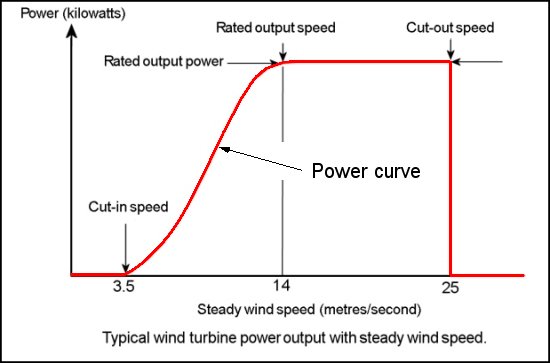 Power (kilowatts)
Rated output speed
Cut-out speed
Rated output power
Power curve
Cut-in speed
3.5
14
25
Steady wind speed (metres/second)
Typical wind turbine power output with steady wind speed.